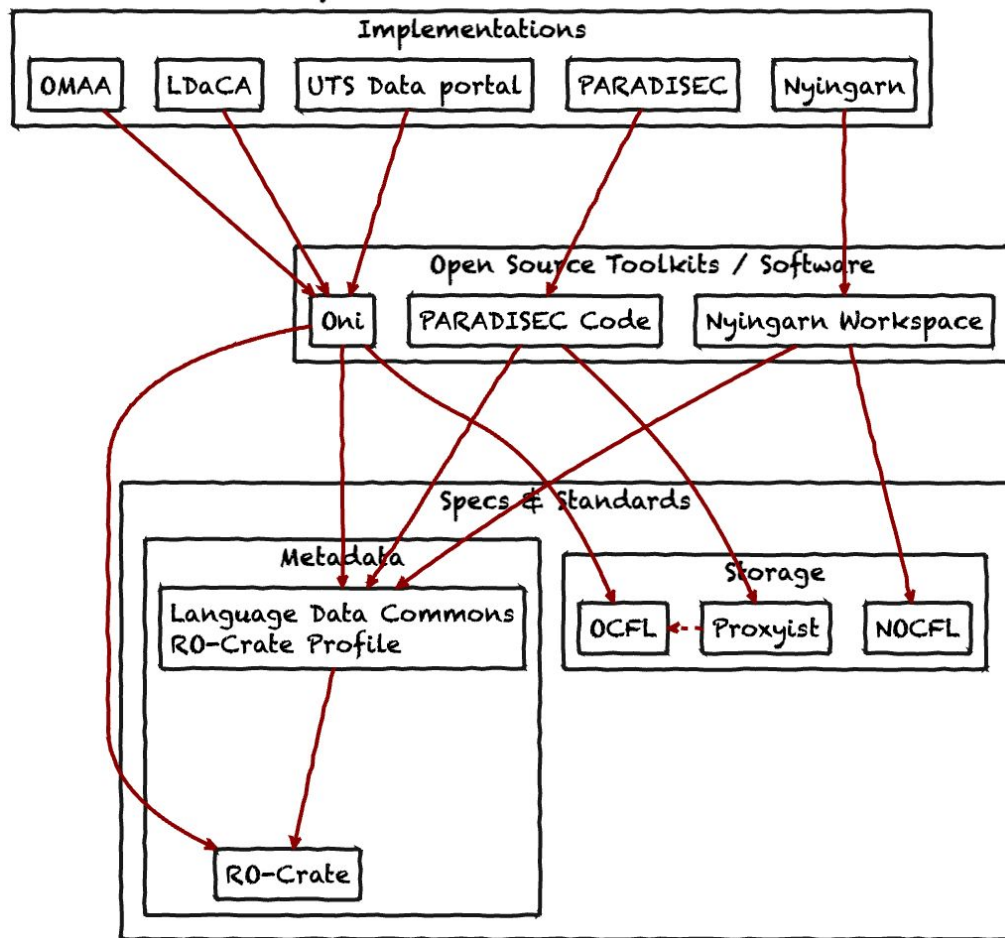 Implementations
OMAA
LDaCA
UTS Data portal
PARADISEC
Nyingarn
Open Source Toolkits / Software
Oni
PARADISEC Code
Nyingarn Workspace
Specs & Standards
Metadata
Language Data Commons
RO-Crate Profile
Storage
OCFL
Proxyist
NOCFL
RO-Crate